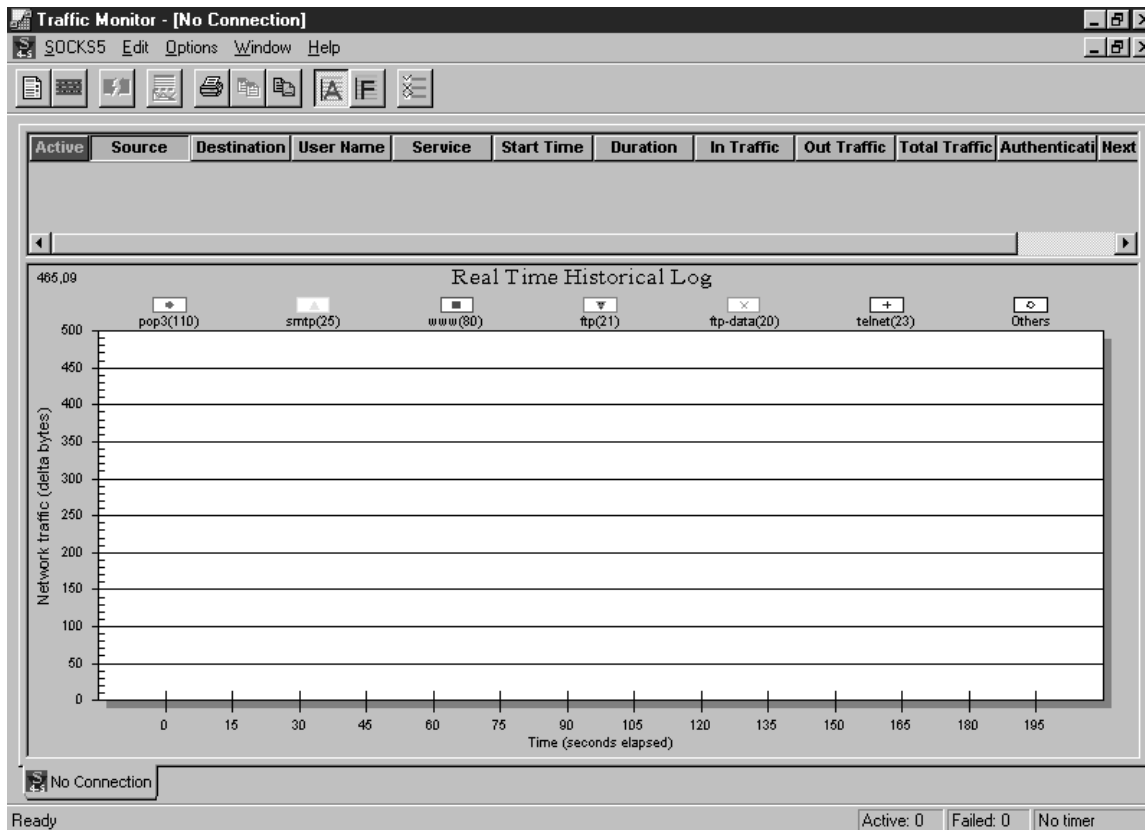 Traffic Monitor - [No Connection]
SOCKS5 Edit Options Window Help
Active Source Destination User Name Service Start Time Duration In Traffic Out Traffic Total Traffic Authenticati Next
465,09
Real Time Historical Log
pop3(110) smtp(25) www(80) ftp(21) ftp-data(20) telnet(23) Others
Network traffic (delta bytes)
500
450
400
350
300
250
200
150
100
50
0
0 15 30 45 60 75 90 105 120 135 150 165 180 195
Time (seconds elapsed)
No Connection
Ready Active: 0 Failed: 0 No timer